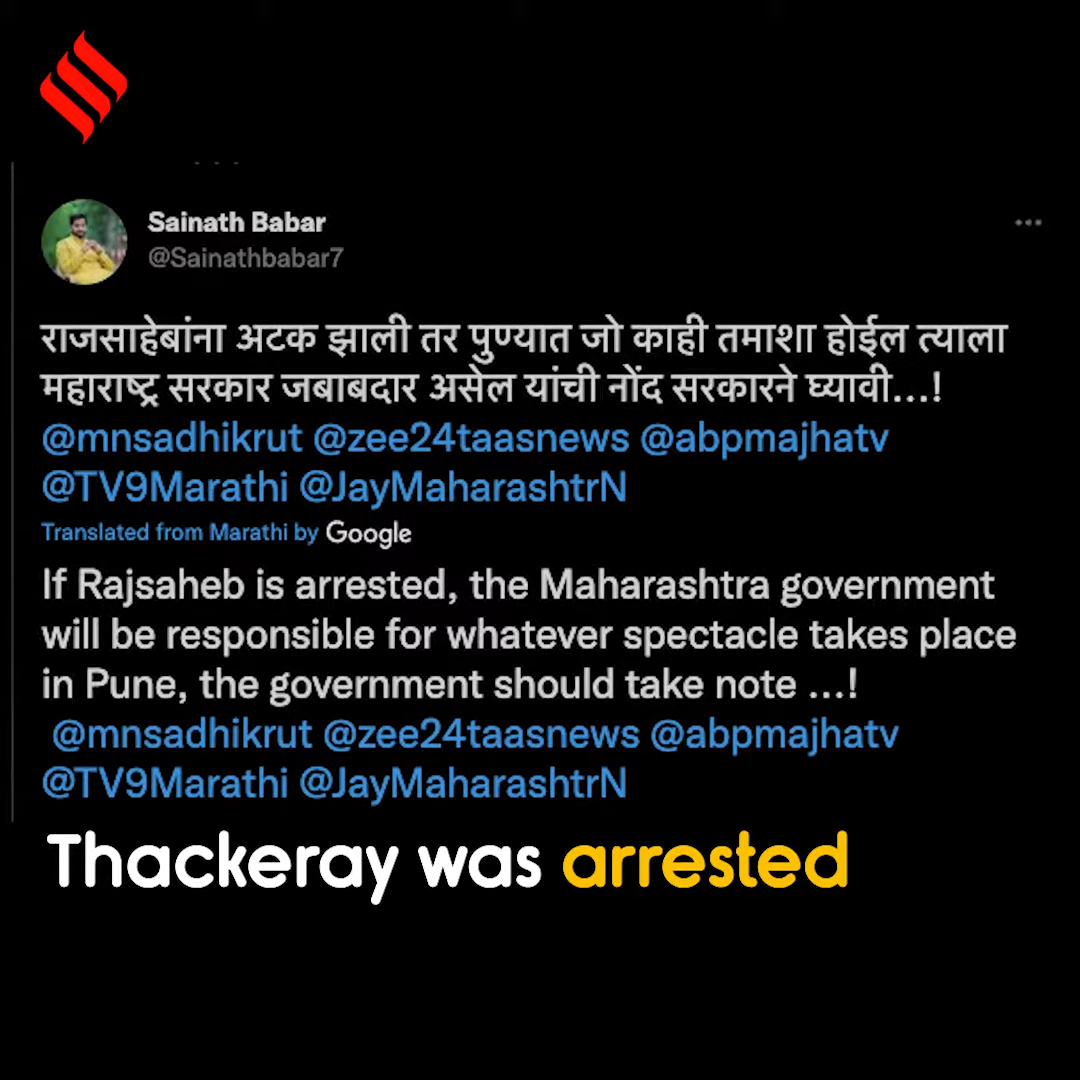 Sainath Babar
@Sainathbabar7
राजसाहेबांना अटक झाली तर पुण्यात जो काही तमाशा होईल त्याला
महाराष्ट्र सरकार जबाबदार असेल यांची नोंद सरकारने घ्यावी...!
@mnsadhikrut @zee24taasnews @abpmajhatv
@TV9Marathi @JayMaharashtrN
Translated from Marathi by Google
If Rajsaheb is arrested, the Maharashtra government
will be responsible for whatever spectacle takes place
in Pune, the government should take note ...!
@mnsadhikrut @zee24taasnews @abpmajhatv
@TV9Marathi @JayMaharashtrN
Thackeray was arrested